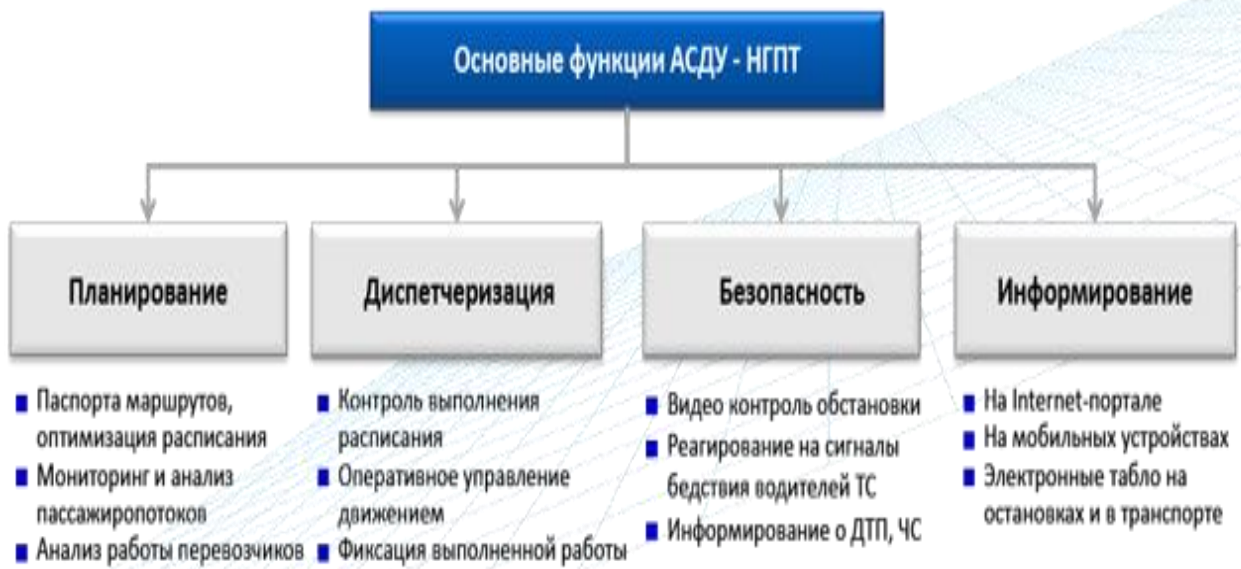 Основные функции АСДУ - НГПТ
Планирование
Паспорта маршрутов,
оптимизация расписания
Мониторинг и анализ
пассажиропотоков
Анализ работы перевозчиков
Диспетчеризация
Контроль выполнения
расписания
Оперативное управление
движением
Фиксация выполненной работы
Безопасность
Видео контроль обстановки
Реагирование на сигналы
бедствия водителей ТС
Информирование о ДТП, ЧС
Информирование
На Internet-портале
На мобильных устройствах
Электронные табло на
остановках и в транспорте